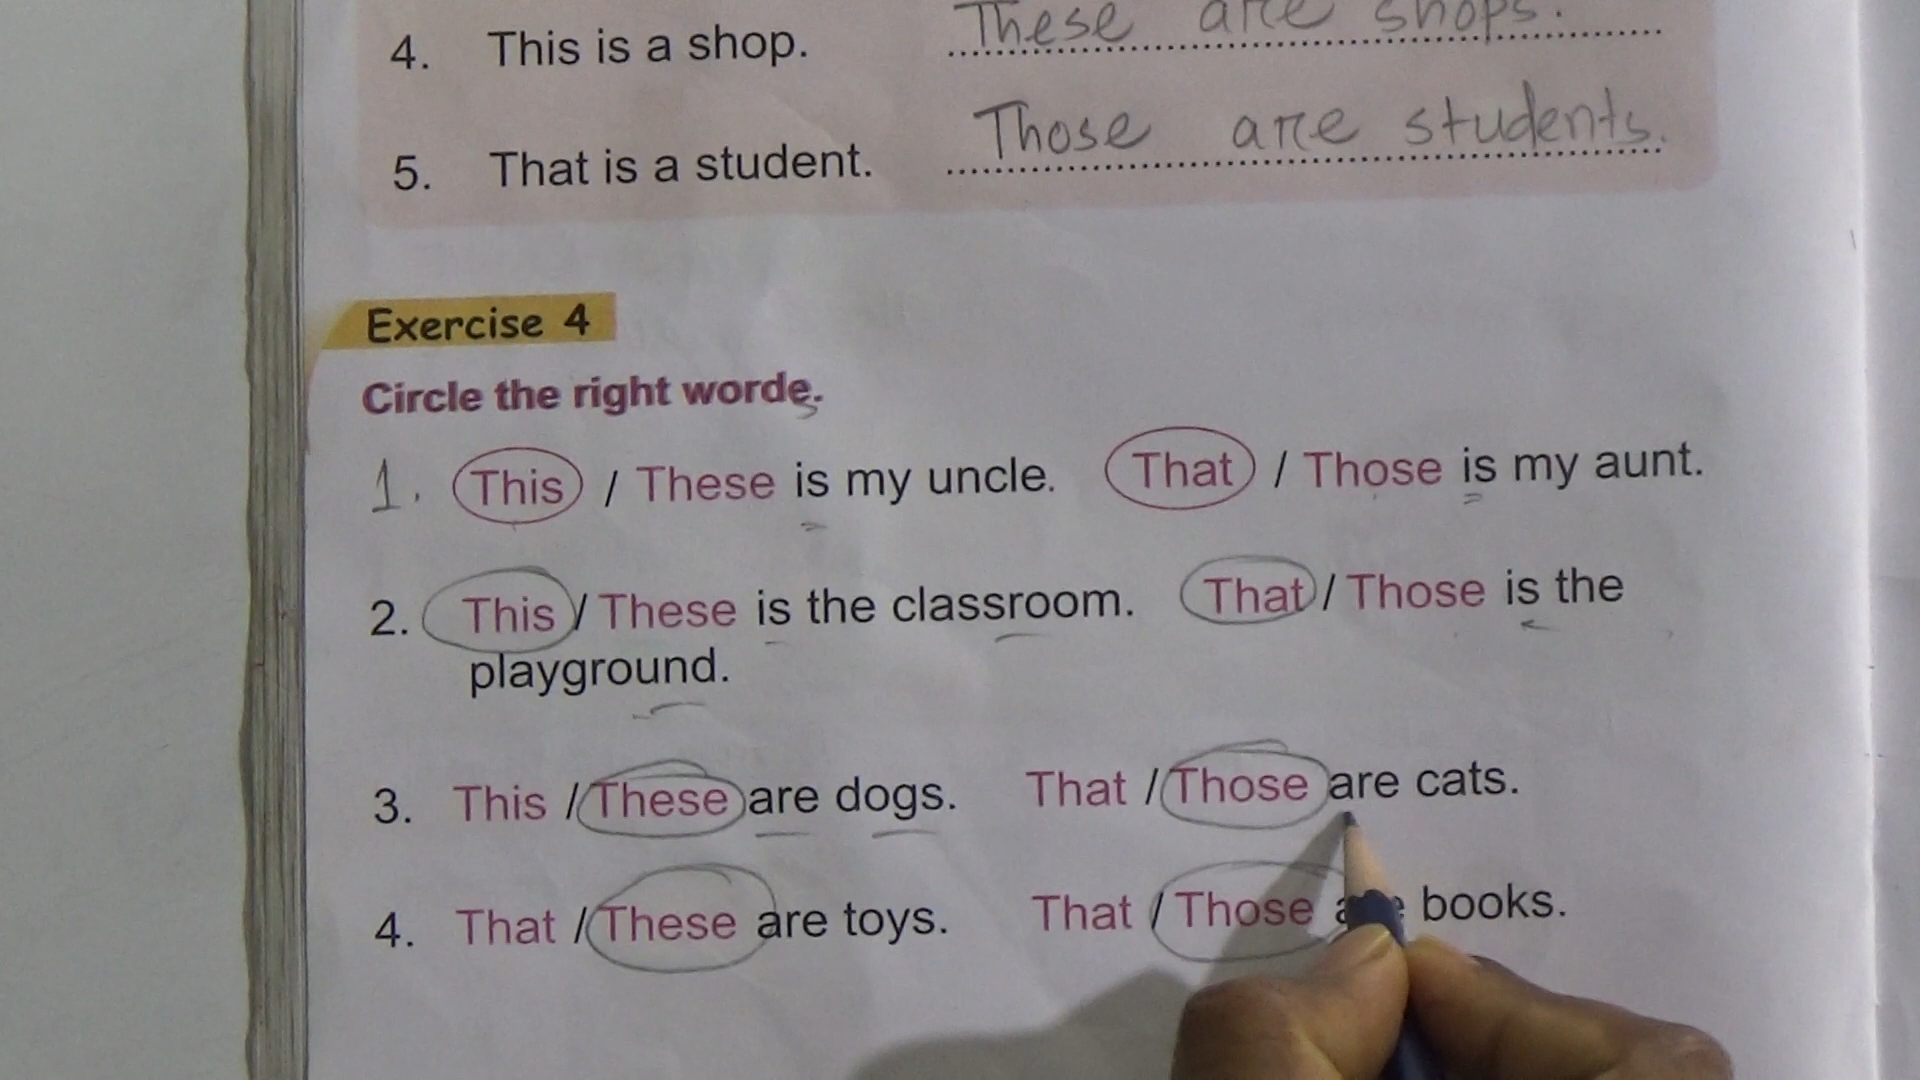 4. This is a shop. These are shops.
5. That is a student. Those are students.
Exercise 4
Circle the right worde.
1. This / These is my uncle. That / Those is my aunt.
2. This / These is the classroom. That / Those is the
playground.
3. This / These are dogs. That / Those are cats.
4. That / These are toys. That / Those are books.